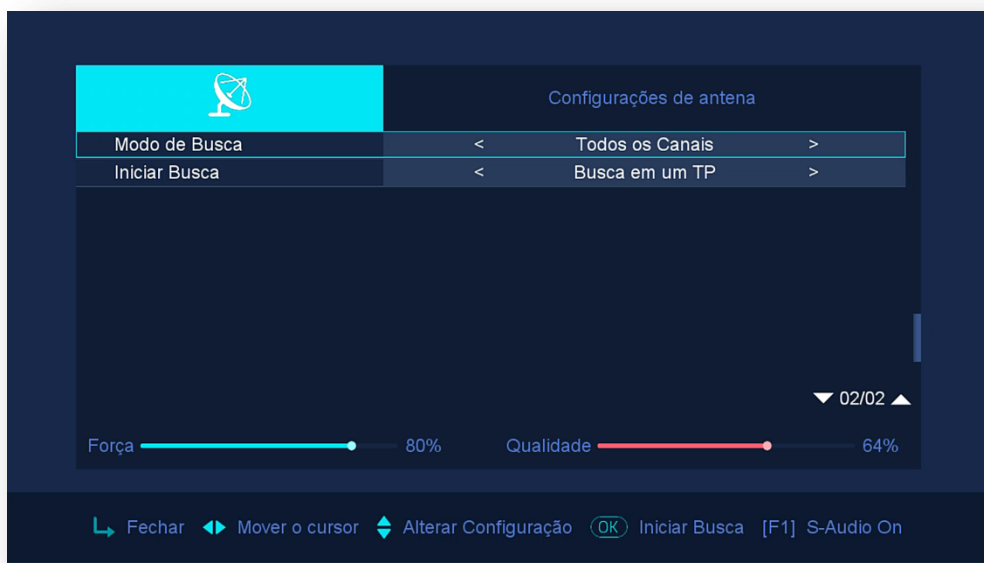 Configurações de antena
Modo de Busca < Todos os Canais >
Iniciar Busca < Busca em um TP >
02/02
Força 80% Qualidade 64%
Fechar Mover o cursor Alterar Configuração OK Iniciar Busca [F1] S-Audio On